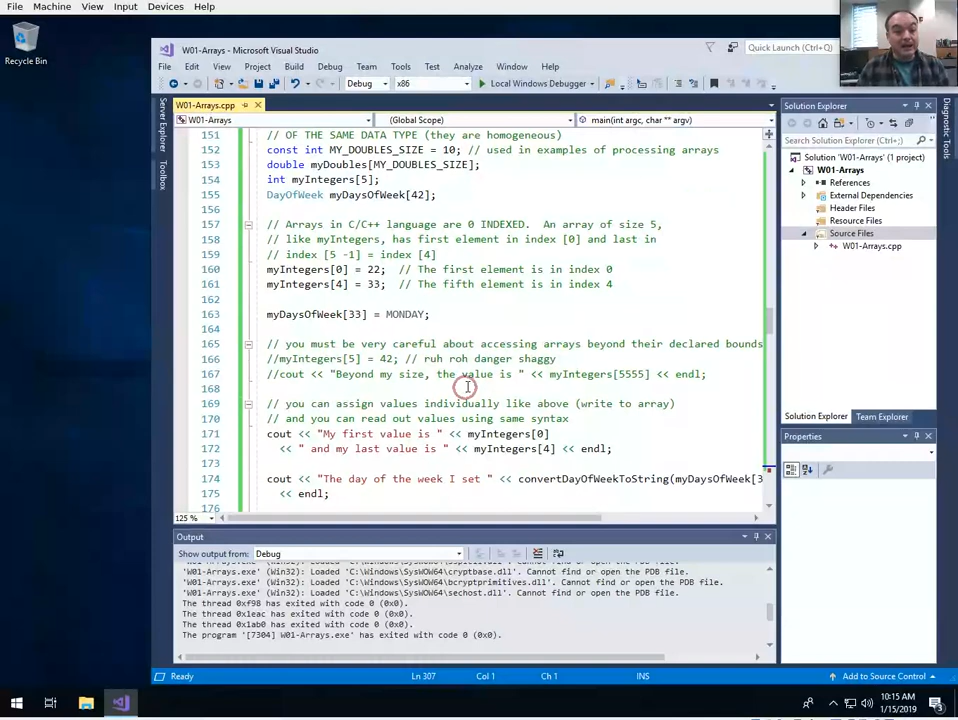 File Machine View Input Devices Help
Recycle Bin
W01-Arrays - Microsoft Visual Studio
Quick Launch (Ctrl+Q)
File Edit View Project Build Debug Team Tools Test Analyze Window Help
Debug x86 Local Windows Debugger
Server Explorer
Toolbox
Diagnostic Tools
W01-Arrays.cpp
W01-Arrays (Global Scope) main(int argc, char ** argv)
151 // OF THE SAME DATA TYPE (they are homogeneous)
152 const int MY_DOUBLES_SIZE = 10; // used in examples of processing arrays
153 double myDoubles[MY_DOUBLES_SIZE];
154 int myIntegers[5];
155 DayOfWeek myDaysOfWeek[42];
156
157 // Arrays in C/C++ language are 0 INDEXED. An array of size 5,
158 // like myIntegers, has first element in index [0] and last in
159 // index [5 -1] = index [4]
160 myIntegers[0] = 22; // The first element is in index 0
161 myIntegers[4] = 33; // The fifth element is in index 4
162
163 myDaysOfWeek[33] = MONDAY;
164
165 // you must be very careful about accessing arrays beyond their declared bounds
166 //myIntegers[5] = 42; // ruh roh danger shaggy
167 //cout << "Beyond my size, the value is " << myIntegers[5555] << endl;
168
169 // you can assign values individually like above (write to array)
170 // and you can read out values using same syntax
171 cout << "My first value is " << myIntegers[0]
172 << " and my last value is " << myIntegers[4] << endl;
173
174 cout << "The day of the week I set " << convertDayOfWeekToString(myDaysOfWeek[3
175 << endl;
176
125 %
Solution Explorer
Search Solution Explorer (Ctrl+;)
Solution 'W01-Arrays' (1 project)
W01-Arrays
References
External Dependencies
Header Files
Resource Files
Source Files
W01-Arrays.cpp
Solution Explorer Team Explorer
Properties
Output
Show output from: Debug
'W01-Arrays.exe' (Win32): Loaded 'C:\Windows\SysWOW64\cryptbase.dll'. Cannot find or open the PDB file.
'W01-Arrays.exe' (Win32): Loaded 'C:\Windows\SysWOW64\bcryptprimitives.dll'. Cannot find or open the PDB file.
'W01-Arrays.exe' (Win32): Loaded 'C:\Windows\SysWOW64\sechost.dll'. Cannot find or open the PDB file.
The thread 0xf98 has exited with code 0 (0x0).
The thread 0x1eac has exited with code 0 (0x0).
The thread 0x1ab0 has exited with code 0 (0x0).
The program '[7304] W01-Arrays.exe' has exited with code 0 (0x0).
Ready Ln 307 Col 1 Ch 1 INS Add to Source Control
10:15 AM
1/15/2019
3